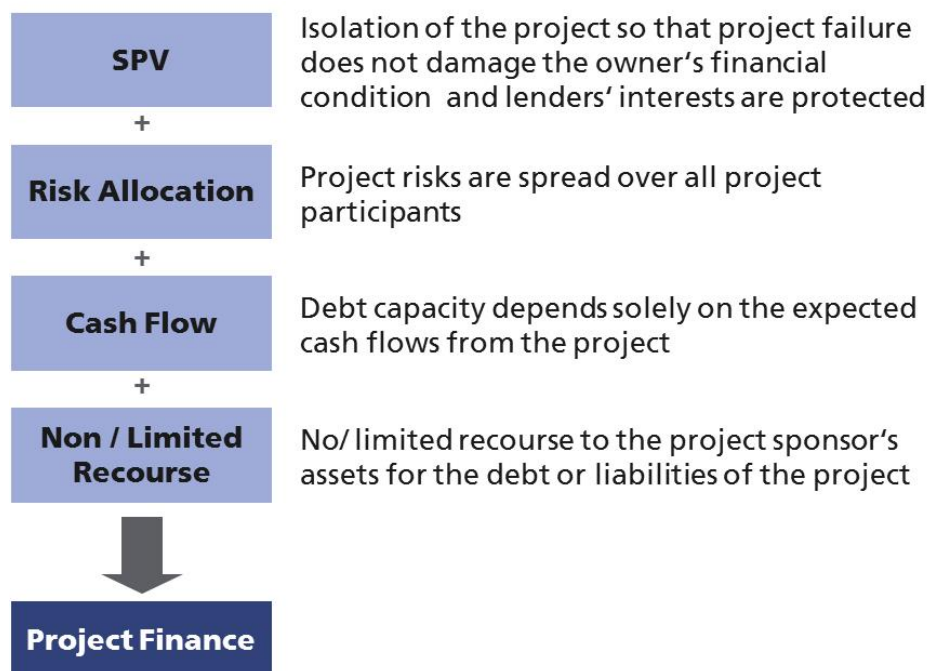 SPV
Isolation of the project so that project failure
does not damage the owner‘s financial
condition and lenders‘ interests are protected
+
Risk Allocation
Project risks are spread over all project
participants
+
Cash Flow
Debt capacity depends solely on the expected
cash flows from the project
+
Non / Limited
Recourse
No/ limited recourse to the project sponsor‘s
assets for the debt or liabilities of the project
Project Finance